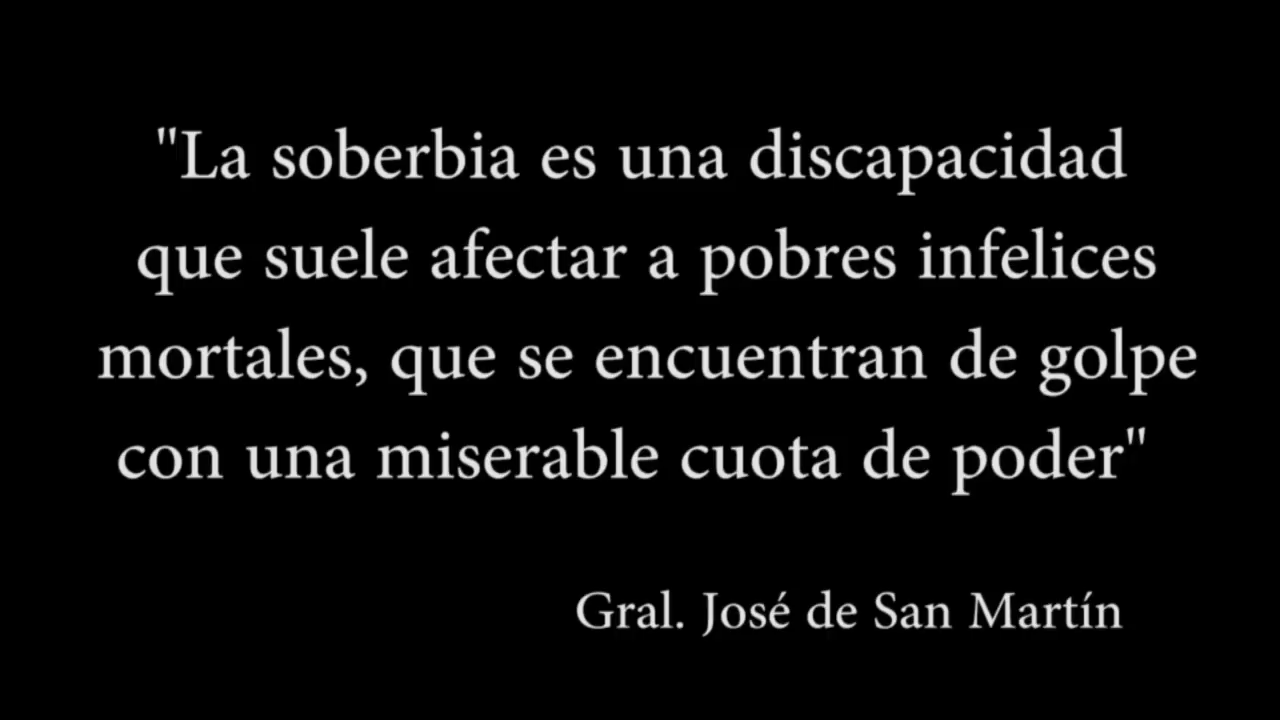 "La soberbia es una discapacidad
que suele afectar a pobres infelices
mortales, que se encuentran de golpe
con una miserable cuota de poder"
Gral. José de San Martín